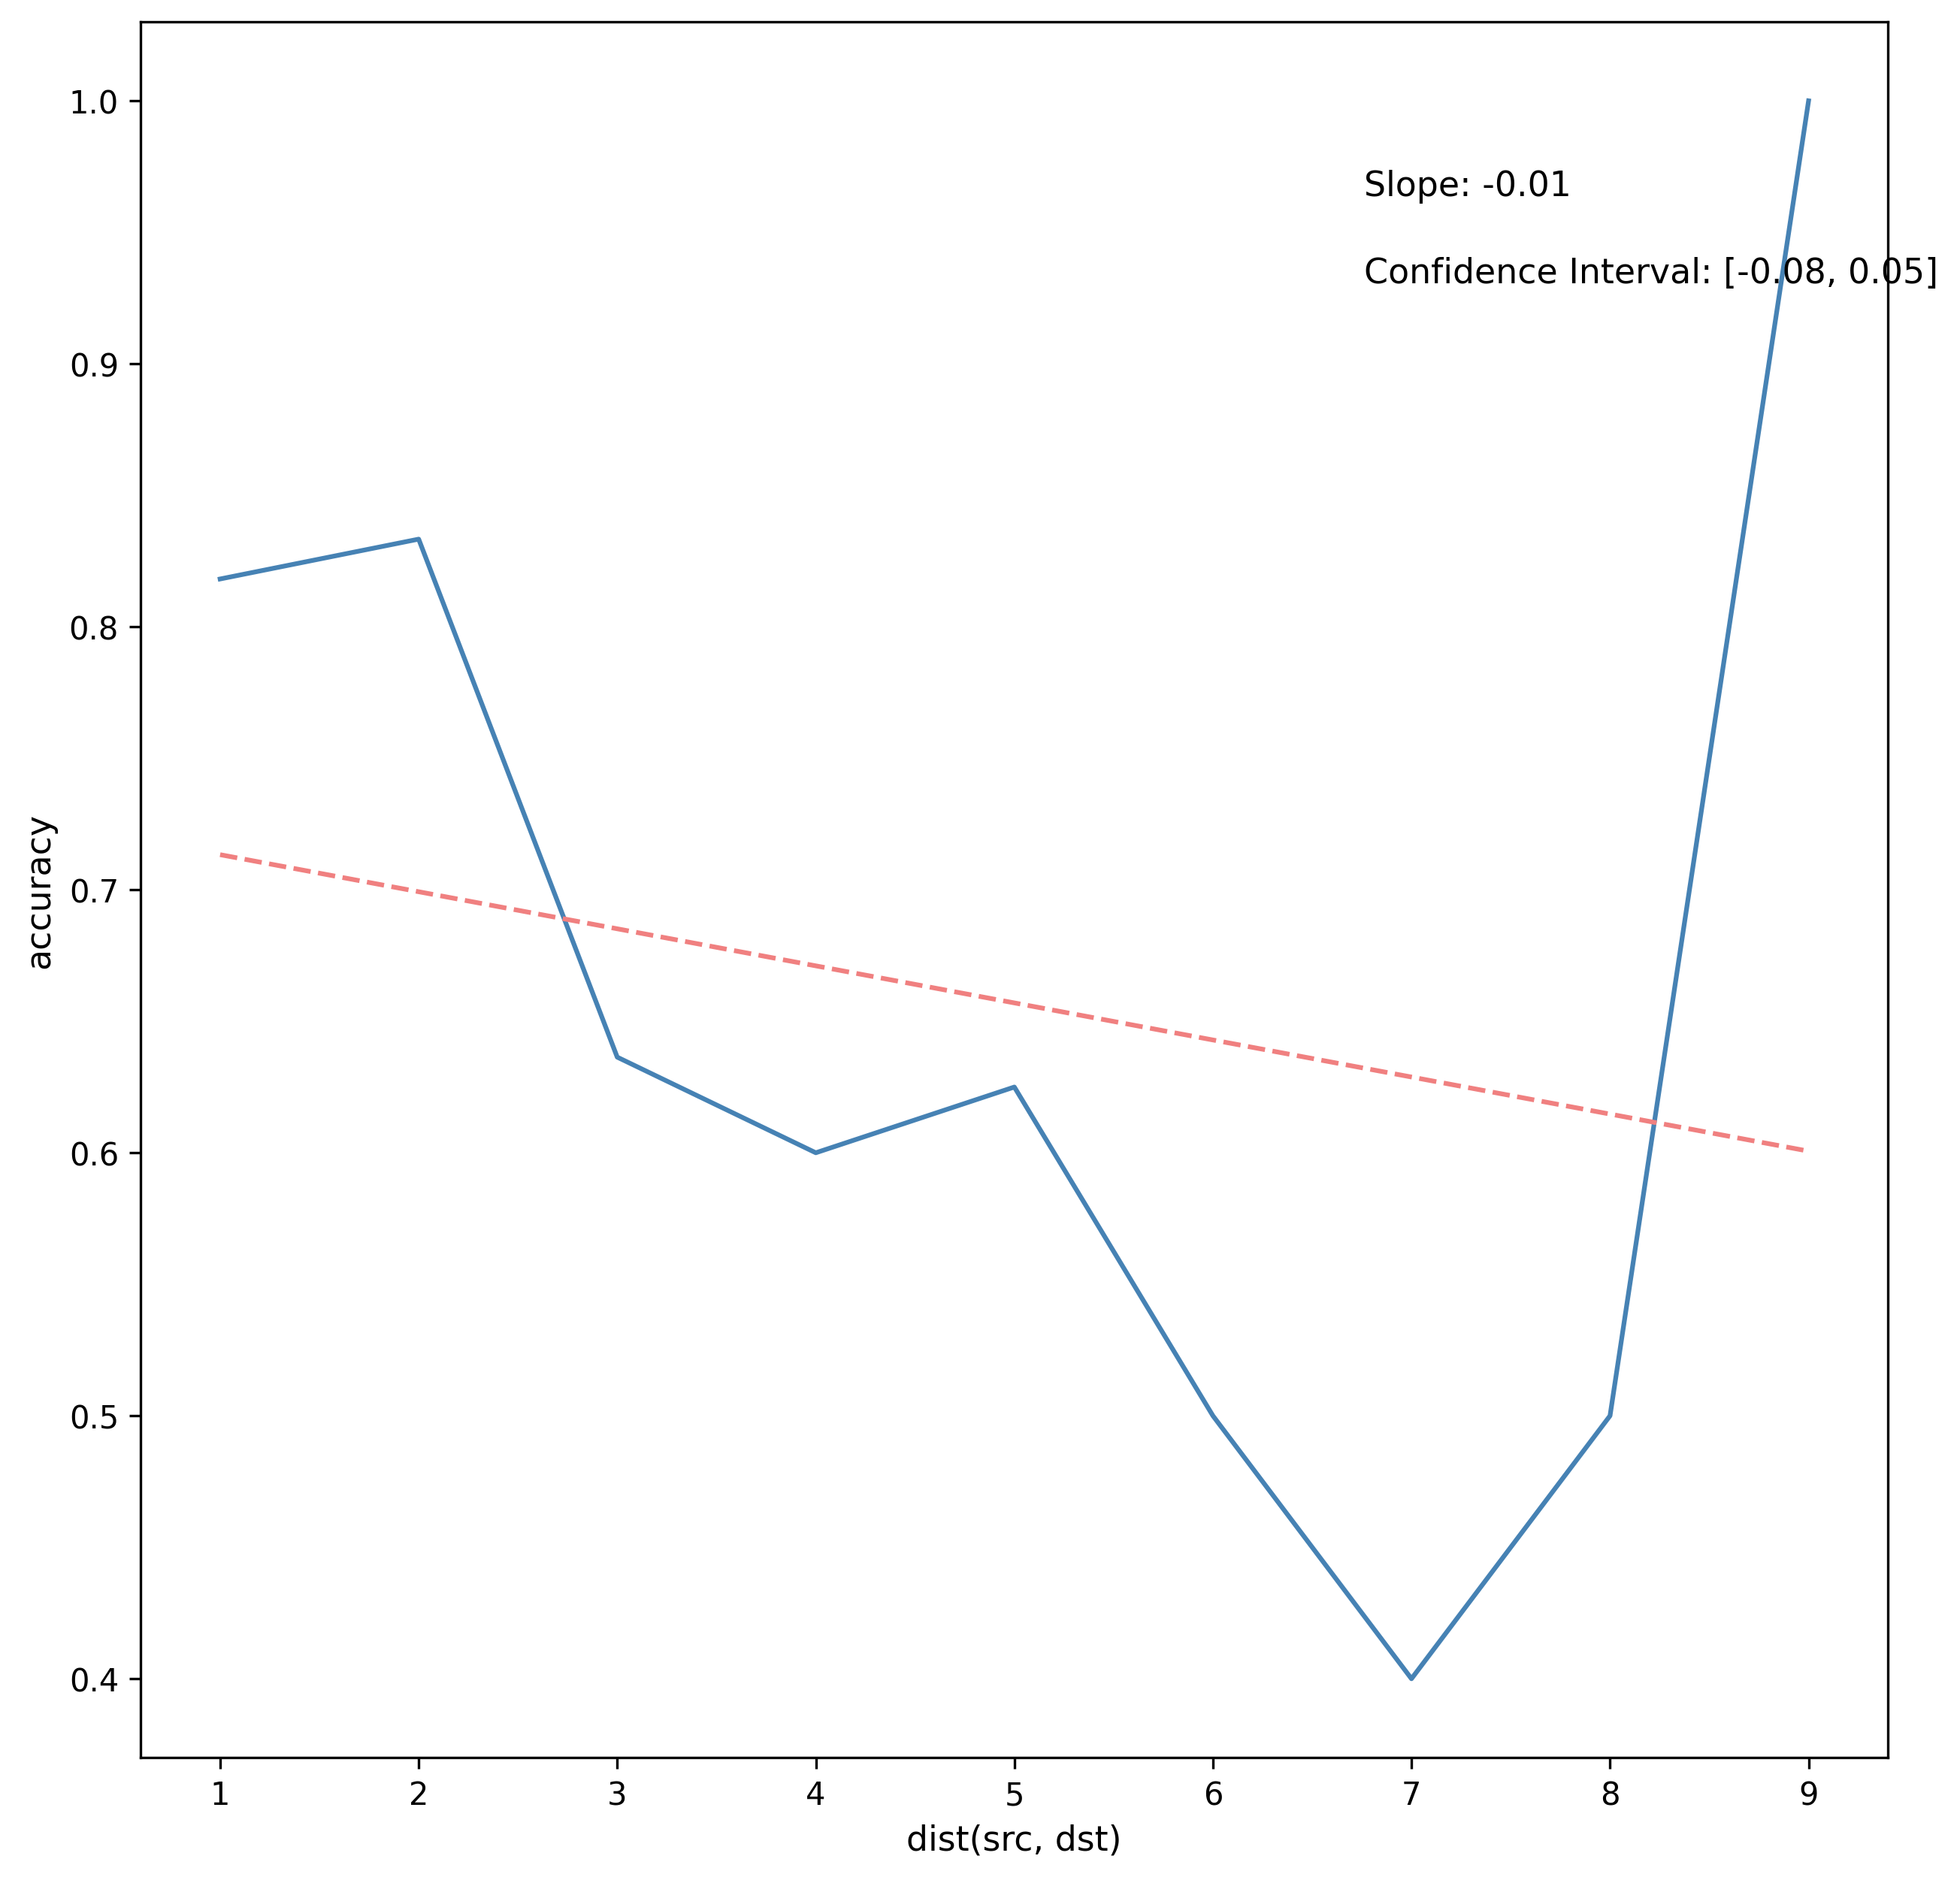 1.0
0.9
0.8
0.7
0.6
0.5
0.4
accuracy
Slope: -0.01
Confidence Interval: [-0.08, 0.05]
1 2 3 4 5 6 7 8 9
dist(src, dst)